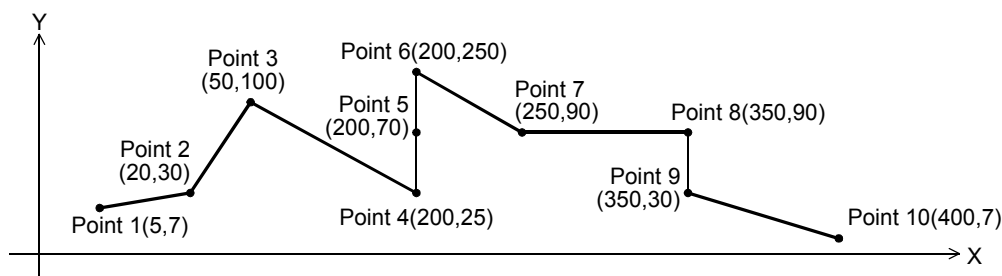 Y
Point 3
(50,100)
Point 6(200,250)
Point 7
(250,90)
Point 5
(200,70)
Point 8(350,90)
Point 2
(20,30)
Point 9
(350,30)
Point 1(5,7)
Point 4(200,25)
Point 10(400,7)
X